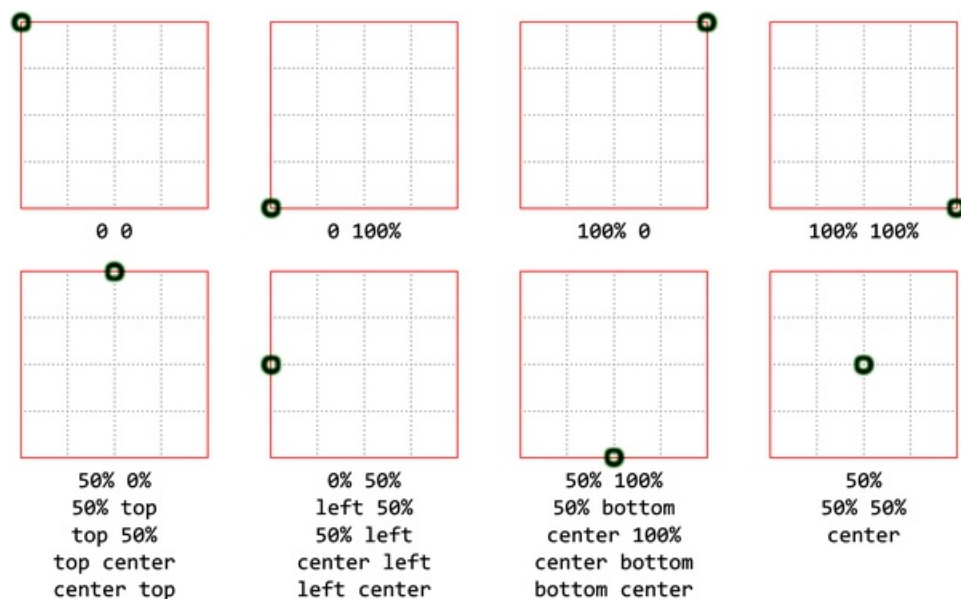 0 0
0 100%
100% 0
100% 100%
50% 0%
50% top
top 50%
top center
center top
0% 50%
left 50%
50% left
center left
left center
50% 100%
50% bottom
center 100%
center bottom
bottom center
50%
50% 50%
center